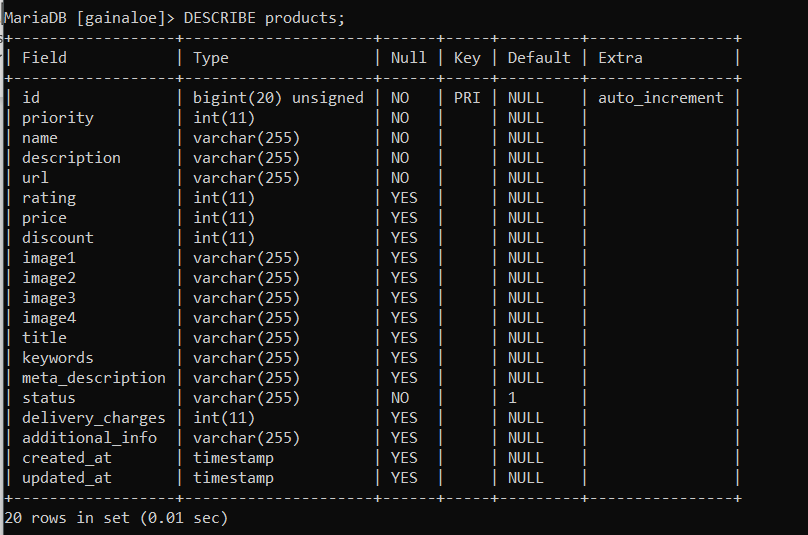 MariaDB [gainaloe]> DESCRIBE products;
+------------------+---------------------+------+-----+---------+----------------+
| Field            | Type                | Null | Key | Default | Extra          |
+------------------+---------------------+------+-----+---------+----------------+
| id               | bigint(20) unsigned | NO   | PRI | NULL    | auto_increment |
| priority         | int(11)             | NO   |     | NULL    |                |
| name             | varchar(255)        | NO   |     | NULL    |                |
| description      | varchar(255)        | NO   |     | NULL    |                |
| url              | varchar(255)        | NO   |     | NULL    |                |
| rating           | int(11)             | YES  |     | NULL    |                |
| price            | int(11)             | YES  |     | NULL    |                |
| discount         | int(11)             | YES  |     | NULL    |                |
| image1           | varchar(255)        | YES  |     | NULL    |                |
| image2           | varchar(255)        | YES  |     | NULL    |                |
| image3           | varchar(255)        | YES  |     | NULL    |                |
| image4           | varchar(255)        | YES  |     | NULL    |                |
| title            | varchar(255)        | YES  |     | NULL    |                |
| keywords         | varchar(255)        | YES  |     | NULL    |                |
| meta_description | varchar(255)        | YES  |     | NULL    |                |
| status           | varchar(255)        | NO   |     | 1       |                |
| delivery_charges | int(11)             | YES  |     | NULL    |                |
| additional_info  | varchar(255)        | YES  |     | NULL    |                |
| created_at       | timestamp           | YES  |     | NULL    |                |
| updated_at       | timestamp           | YES  |     | NULL    |                |
+------------------+---------------------+------+-----+---------+----------------+
20 rows in set (0.01 sec)